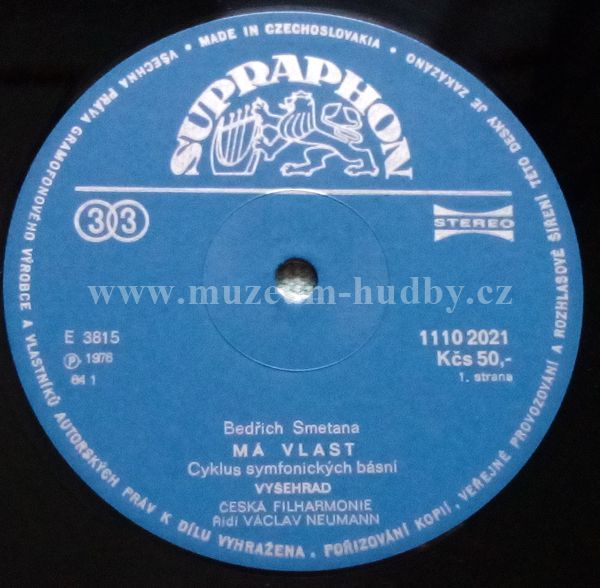 VŠECHNA PRÁVA GRAMOFONOVÉHO VÝROBCE A VLASTNÍKŮ AUTORSKÝCH PRÁV K DÍLU VYHRAŽENA . POŘIZOVÁNÍ KOPIÍ, VEŘEJNÉ PROVOZOVÁNÍ A ROZHLASOVÉ ŠÍŘENÍ TÉTO DESKY JE ZAKÁZÁNO • MADE IN CZECHOSLOVAKIA •
SUPRAPHON
33
STEREO
www.muzeum-hudby.cz
E 3815
Ⓟ 1976
64 1
1110 2021
Kčs 50,-
1. strana
Bedřich Smetana
MÁ VLAST
Cyklus symfonických básní
VYŠEHRAD
ČESKÁ FILHARMONIE
Řídí VÁCLAV NEUMANN